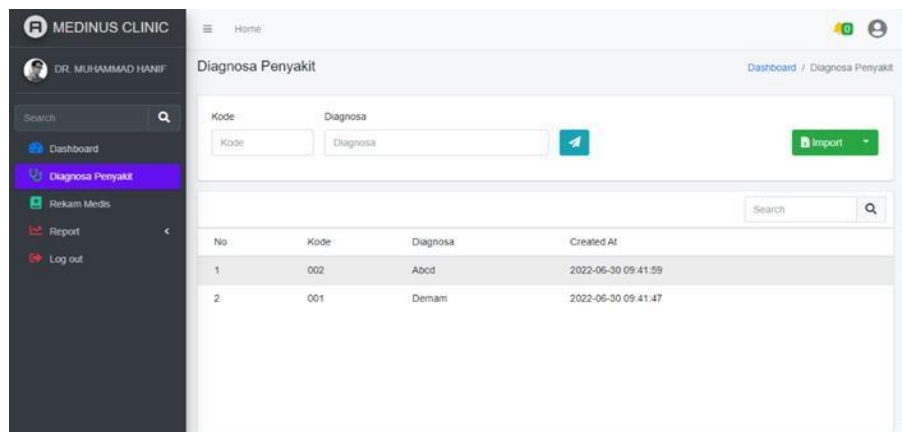 MEDINUS CLINIC
Home
0
DR. MUHAMMAD HANIF
Diagnosa Penyakit
Dashboard / Diagnosa Penyakit
Search
Kode
Diagnosa
Kode
Diagnosa
Import
Dashboard
Diagnosa Penyakit
Rekam Medis
Report
Log out
Search
No Kode Diagnosa Created At
1 002 Abcd 2022-06-30 09:41:59
2 001 Demam 2022-06-30 09:41:47